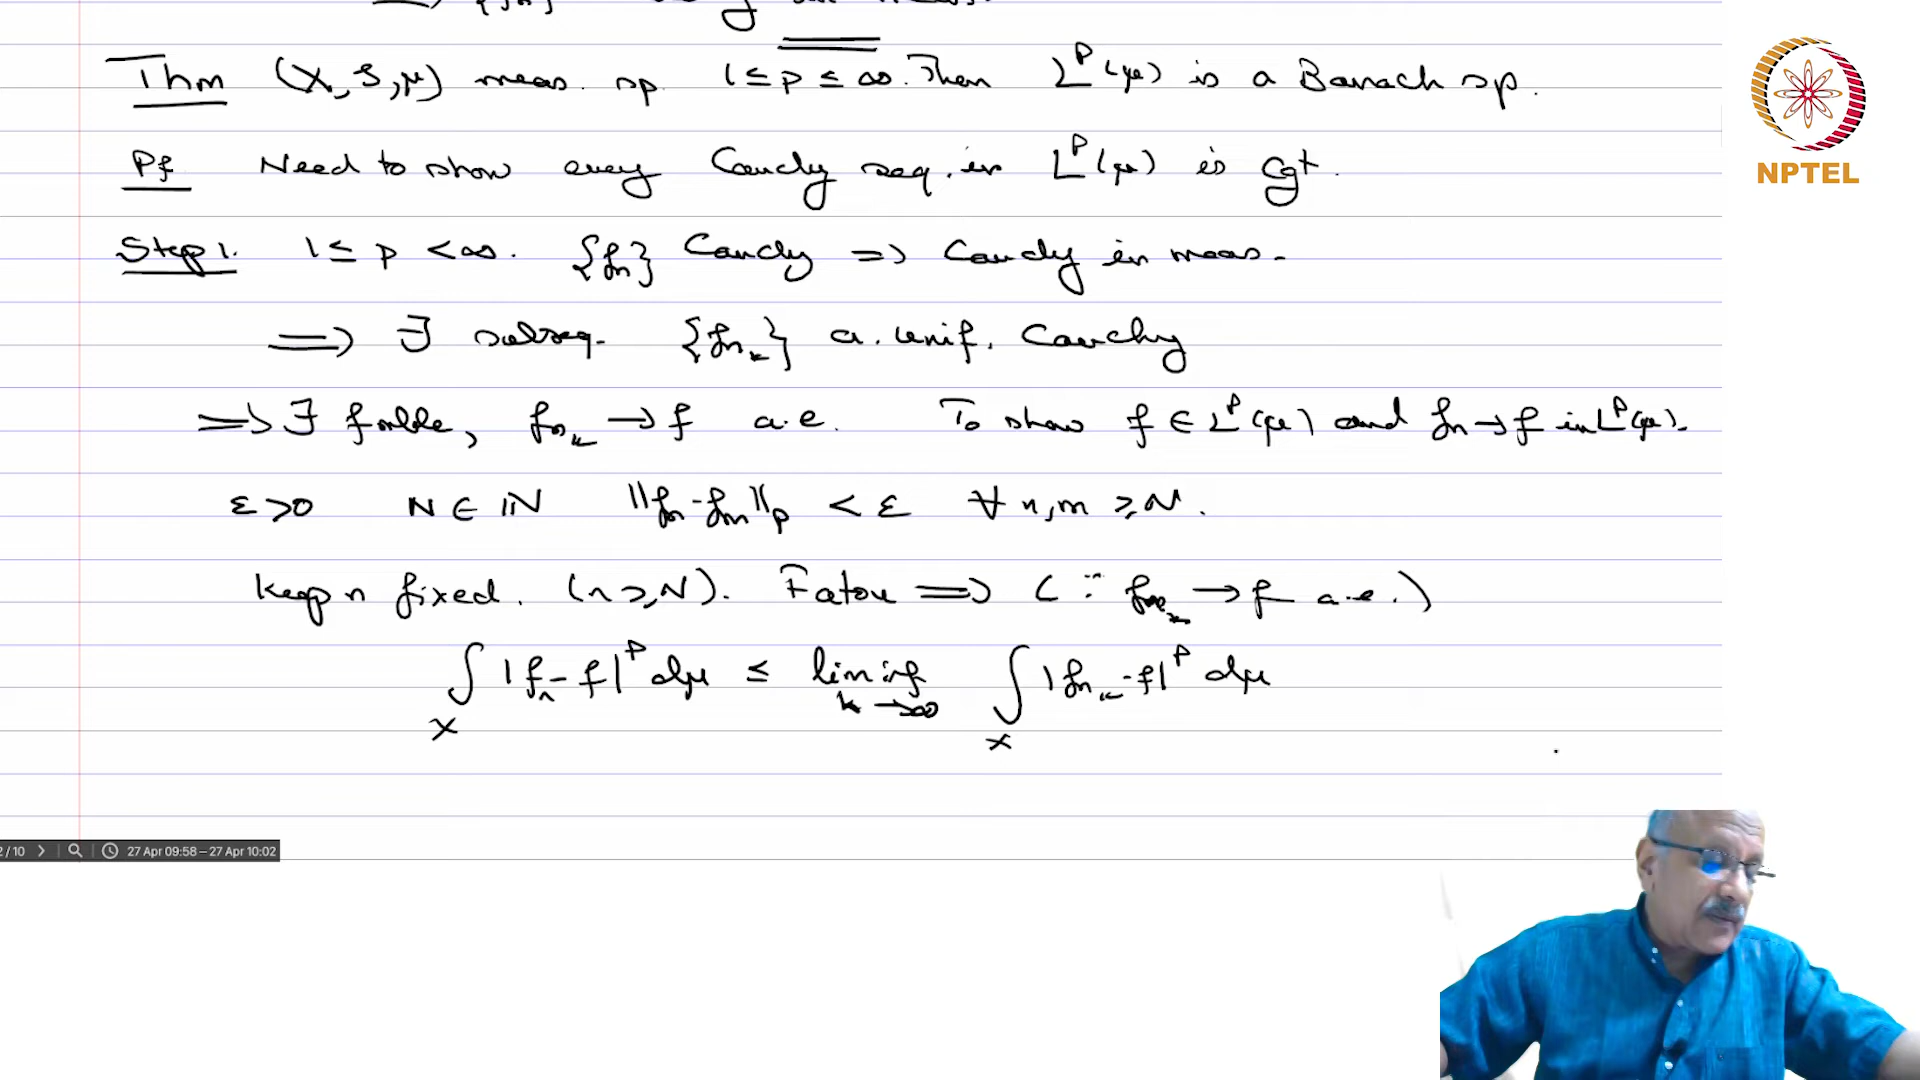 Thm (X, S, μ) meas. sp. 1 ≤ p ≤ ∞. Then L^p(μ) is a Banach sp.
Pf Need to show every Cauchy seq. in L^p(μ) is cgt.
Step 1. 1 ≤ p < ∞. {f_n} Cauchy => Cauchy in meas.
=> ∃ subseq. {f_{n_k}} a. unif. Cauchy
=> ∃ f mble, f_{n_k} → f a.e. To show f ∈ L^p(μ) and f_n → f in L^p(μ).
ε > 0 N ∈ ℕ ||f_n - f_m||_p < ε ∀ n, m ≥ N.
Keep n fixed. (n ≥ N). Fatou => (∵ f_{n_k} → f a.e.)
∫_X |f_n - f|^p dμ ≤ lim inf_{k→∞} ∫_X |f_{n_k} - f|^p dμ
NPTEL
2/10 > 27 Apr 09:58 – 27 Apr 10:02